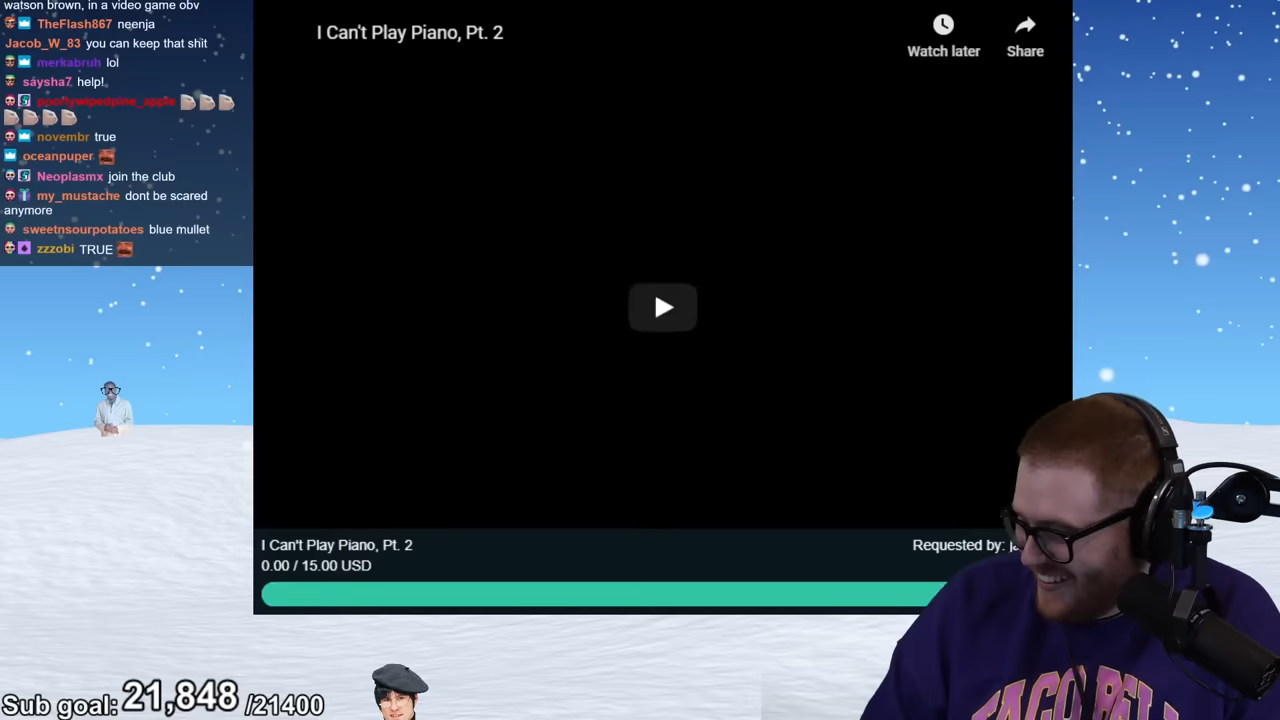 watson brown, in a video game obv
TheFlash867 neenja
Jacob_W_83 you can keep that shit
merkabruh lol
saysha7 help!
novembr true
oceanpuper
Neoplasmx join the club
my_mustache dont be scared
anymore
sweetnsourpotatoes blue mullet
zzzobi TRUE
I Can't Play Piano, Pt. 2
Watch later
Share
I Can't Play Piano, Pt. 2
Requested by:
0.00 / 15.00 USD
Sub goal: 21,848 /21400
TACO BELL